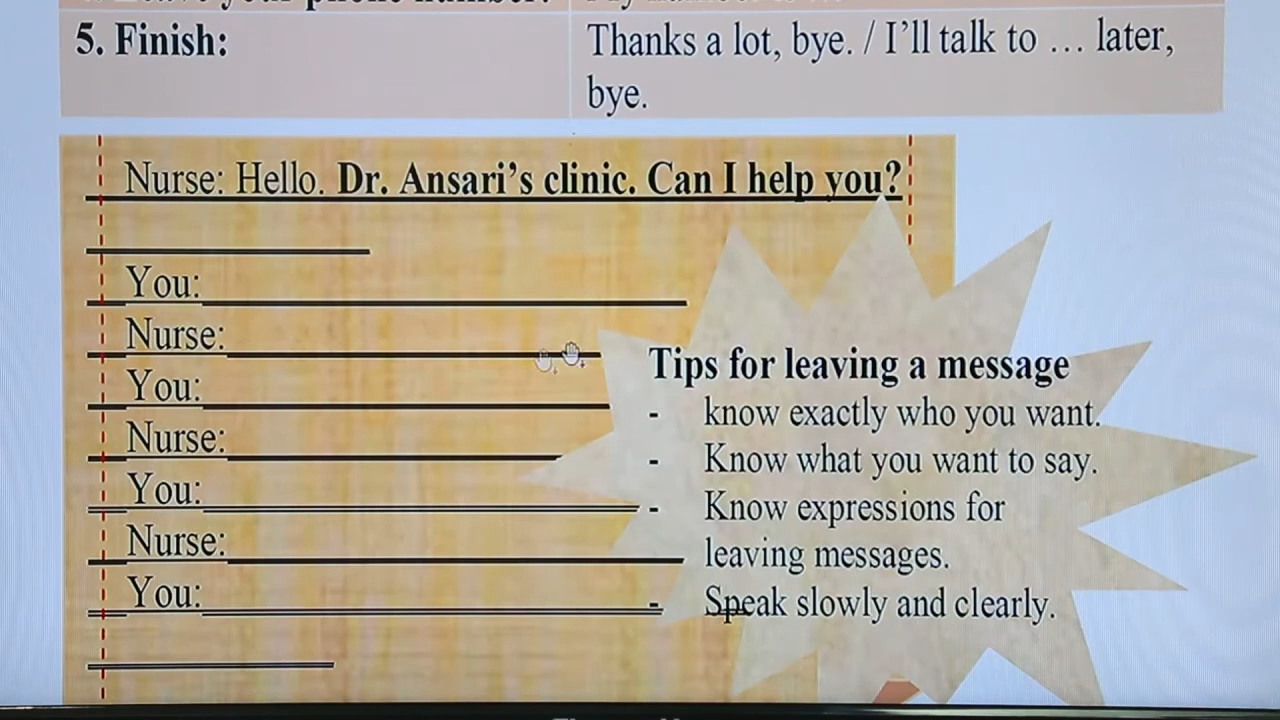 5. Finish:
Thanks a lot, bye. / I'll talk to … later,
bye.
Nurse: Hello. Dr. Ansari's clinic. Can I help you?
You:
Nurse:
You:
Nurse:
You:
Nurse:
You:
Tips for leaving a message
- know exactly who you want.
- Know what you want to say.
- Know expressions for
leaving messages.
- Speak slowly and clearly.